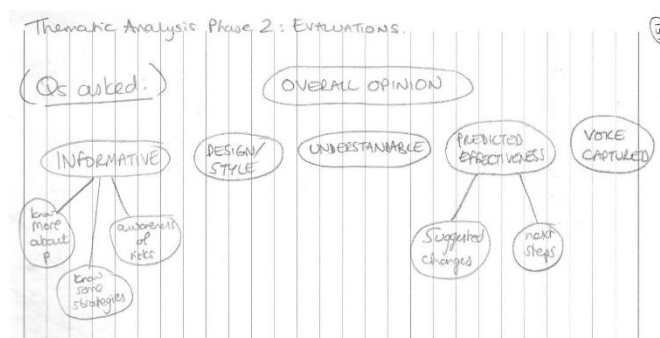 Thematic Analysis Phase 2: EVALUATIONS.
(Qs asked:)
OVERALL OPINION
INFORMATIVE
DESIGN/
STYLE
UNDERSTANDABLE
PREDICTED
EFFECTIVENESS
VOICE
CAPTURED
know
more
about
p
know
some
strategies
awareness
of
risks
Suggested
changes
next
steps